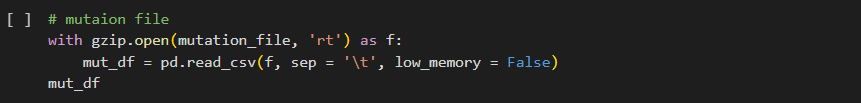 [ ] # mutaion file
with gzip.open(mutation_file, 'rt') as f:
    mut_df = pd.read_csv(f, sep = '\t', low_memory = False)
mut_df